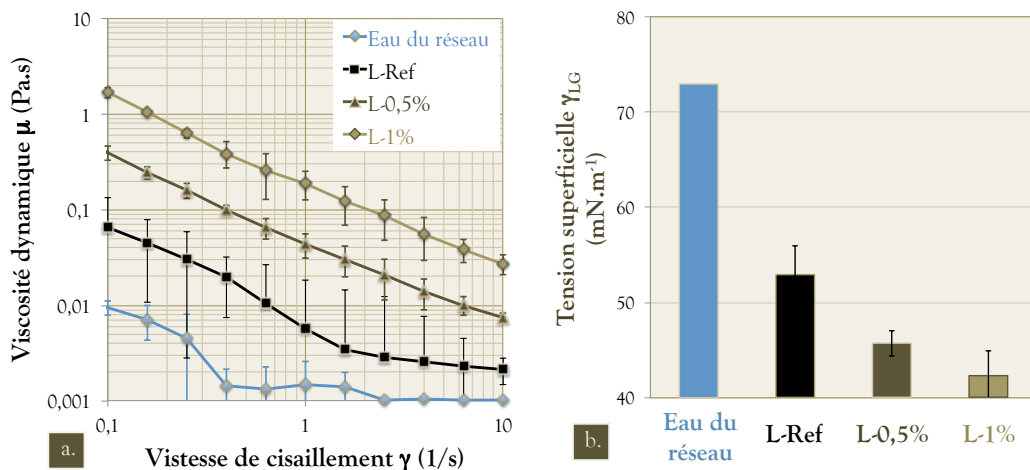 Viscosité dynamique μ (Pa.s)
10
1
0,1
0,01
0,001
0,1
1
10
Eau du réseau
L-Ref
L-0,5%
L-1%
Vistesse de cisaillement γ (1/s)
a.
Tension superficielle γLG
(mN.m-1)
80
70
60
50
40
Eau du
réseau
L-Ref
L-0,5%
L-1%
b.